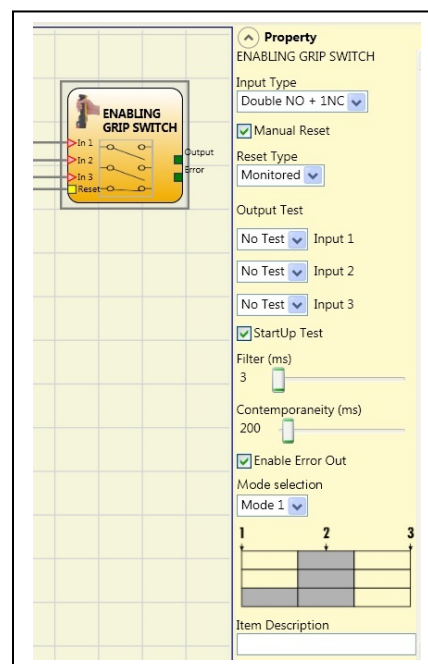 ENABLING
GRIP SWITCH
In 1
In 2
In 3
Reset
Output
Error
Property
ENABLING GRIP SWITCH
Input Type
Double NO + 1NC
Manual Reset
Reset Type
Monitored
Output Test
No Test Input 1
No Test Input 2
No Test Input 3
StartUp Test
Filter (ms)
3
Contemporaneity (ms)
200
Enable Error Out
Mode selection
Mode 1
1 2 3
Item Description